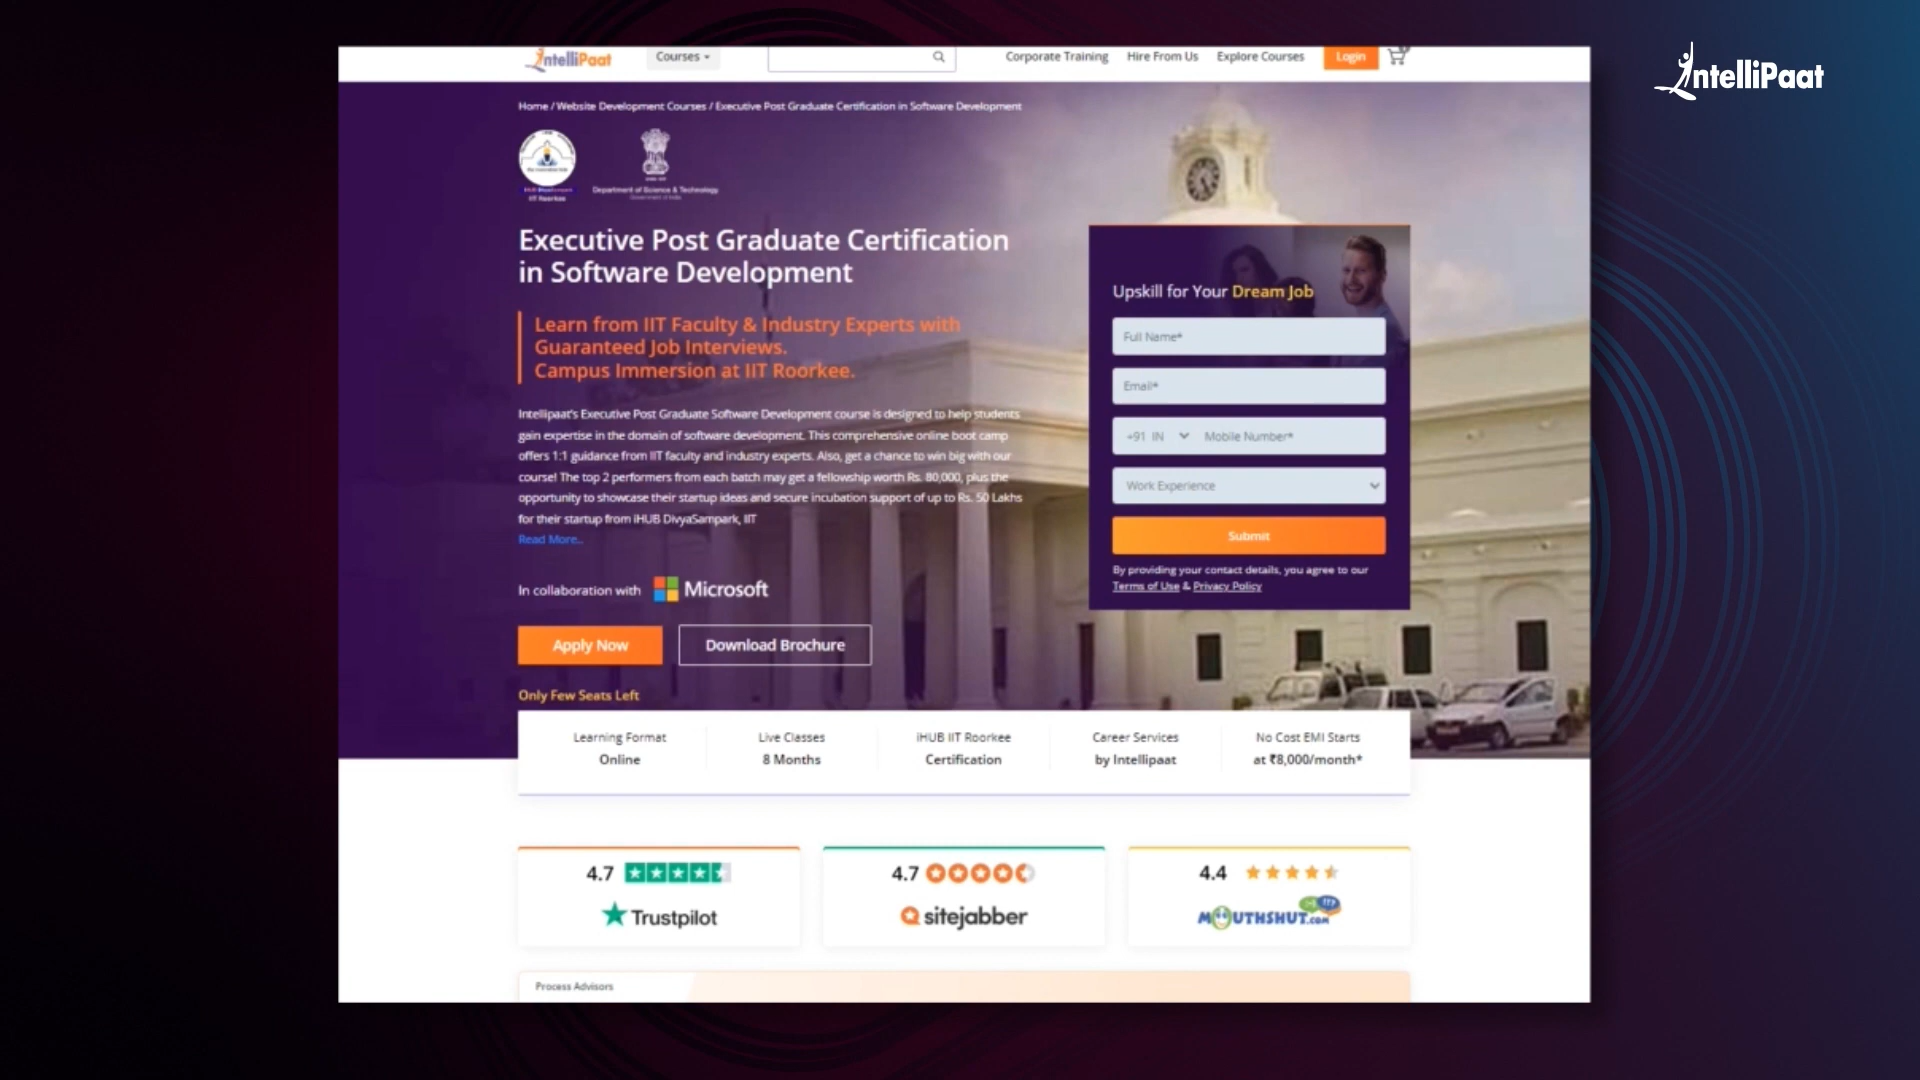 IntelliPaat
IntelliPaat
Courses
Corporate Training
Hire From Us
Explore Courses
Login
Home / Website Development Courses / Executive Post Graduate Certification in Software Development
IIT Roorkee
Department of Science & Technology
Government of India
Executive Post Graduate Certification
in Software Development
Learn from IIT Faculty & Industry Experts with
Guaranteed Job Interviews.
Campus Immersion at IIT Roorkee.
Intellipaat's Executive Post Graduate Software Development course is designed to help students
gain expertise in the domain of software development. This comprehensive online boot camp
offers 1:1 guidance from IIT faculty and industry experts. Also, get a chance to win big with our
course! The top 2 performers from each batch may get a fellowship worth Rs. 80,000, plus the
opportunity to showcase their startup ideas and secure incubation support of up to Rs. 50 Lakhs
for their startup from iHUB DivyaSampark, IIT
Read More..
In collaboration with Microsoft
Apply Now
Download Brochure
Only Few Seats Left
Upskill for Your Dream Job
Full Name*
Email*
+91 IN Mobile Number*
Work Experience
Submit
By providing your contact details, you agree to our
Terms of Use & Privacy Policy
Learning Format
Online
Live Classes
8 Months
iHUB IIT Roorkee
Certification
Career Services
by Intellipaat
No Cost EMI Starts
at ₹8,000/month*
4.7
Trustpilot
4.7
sitejabber
4.4
MOUTHSHUT.COM
Process Advisors